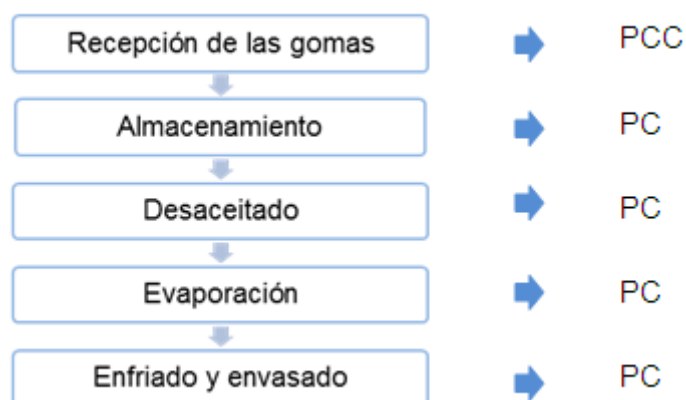 Recepción de las gomas PCC
Almacenamiento PC
Desaceitado PC
Evaporación PC
Enfriado y envasado PC